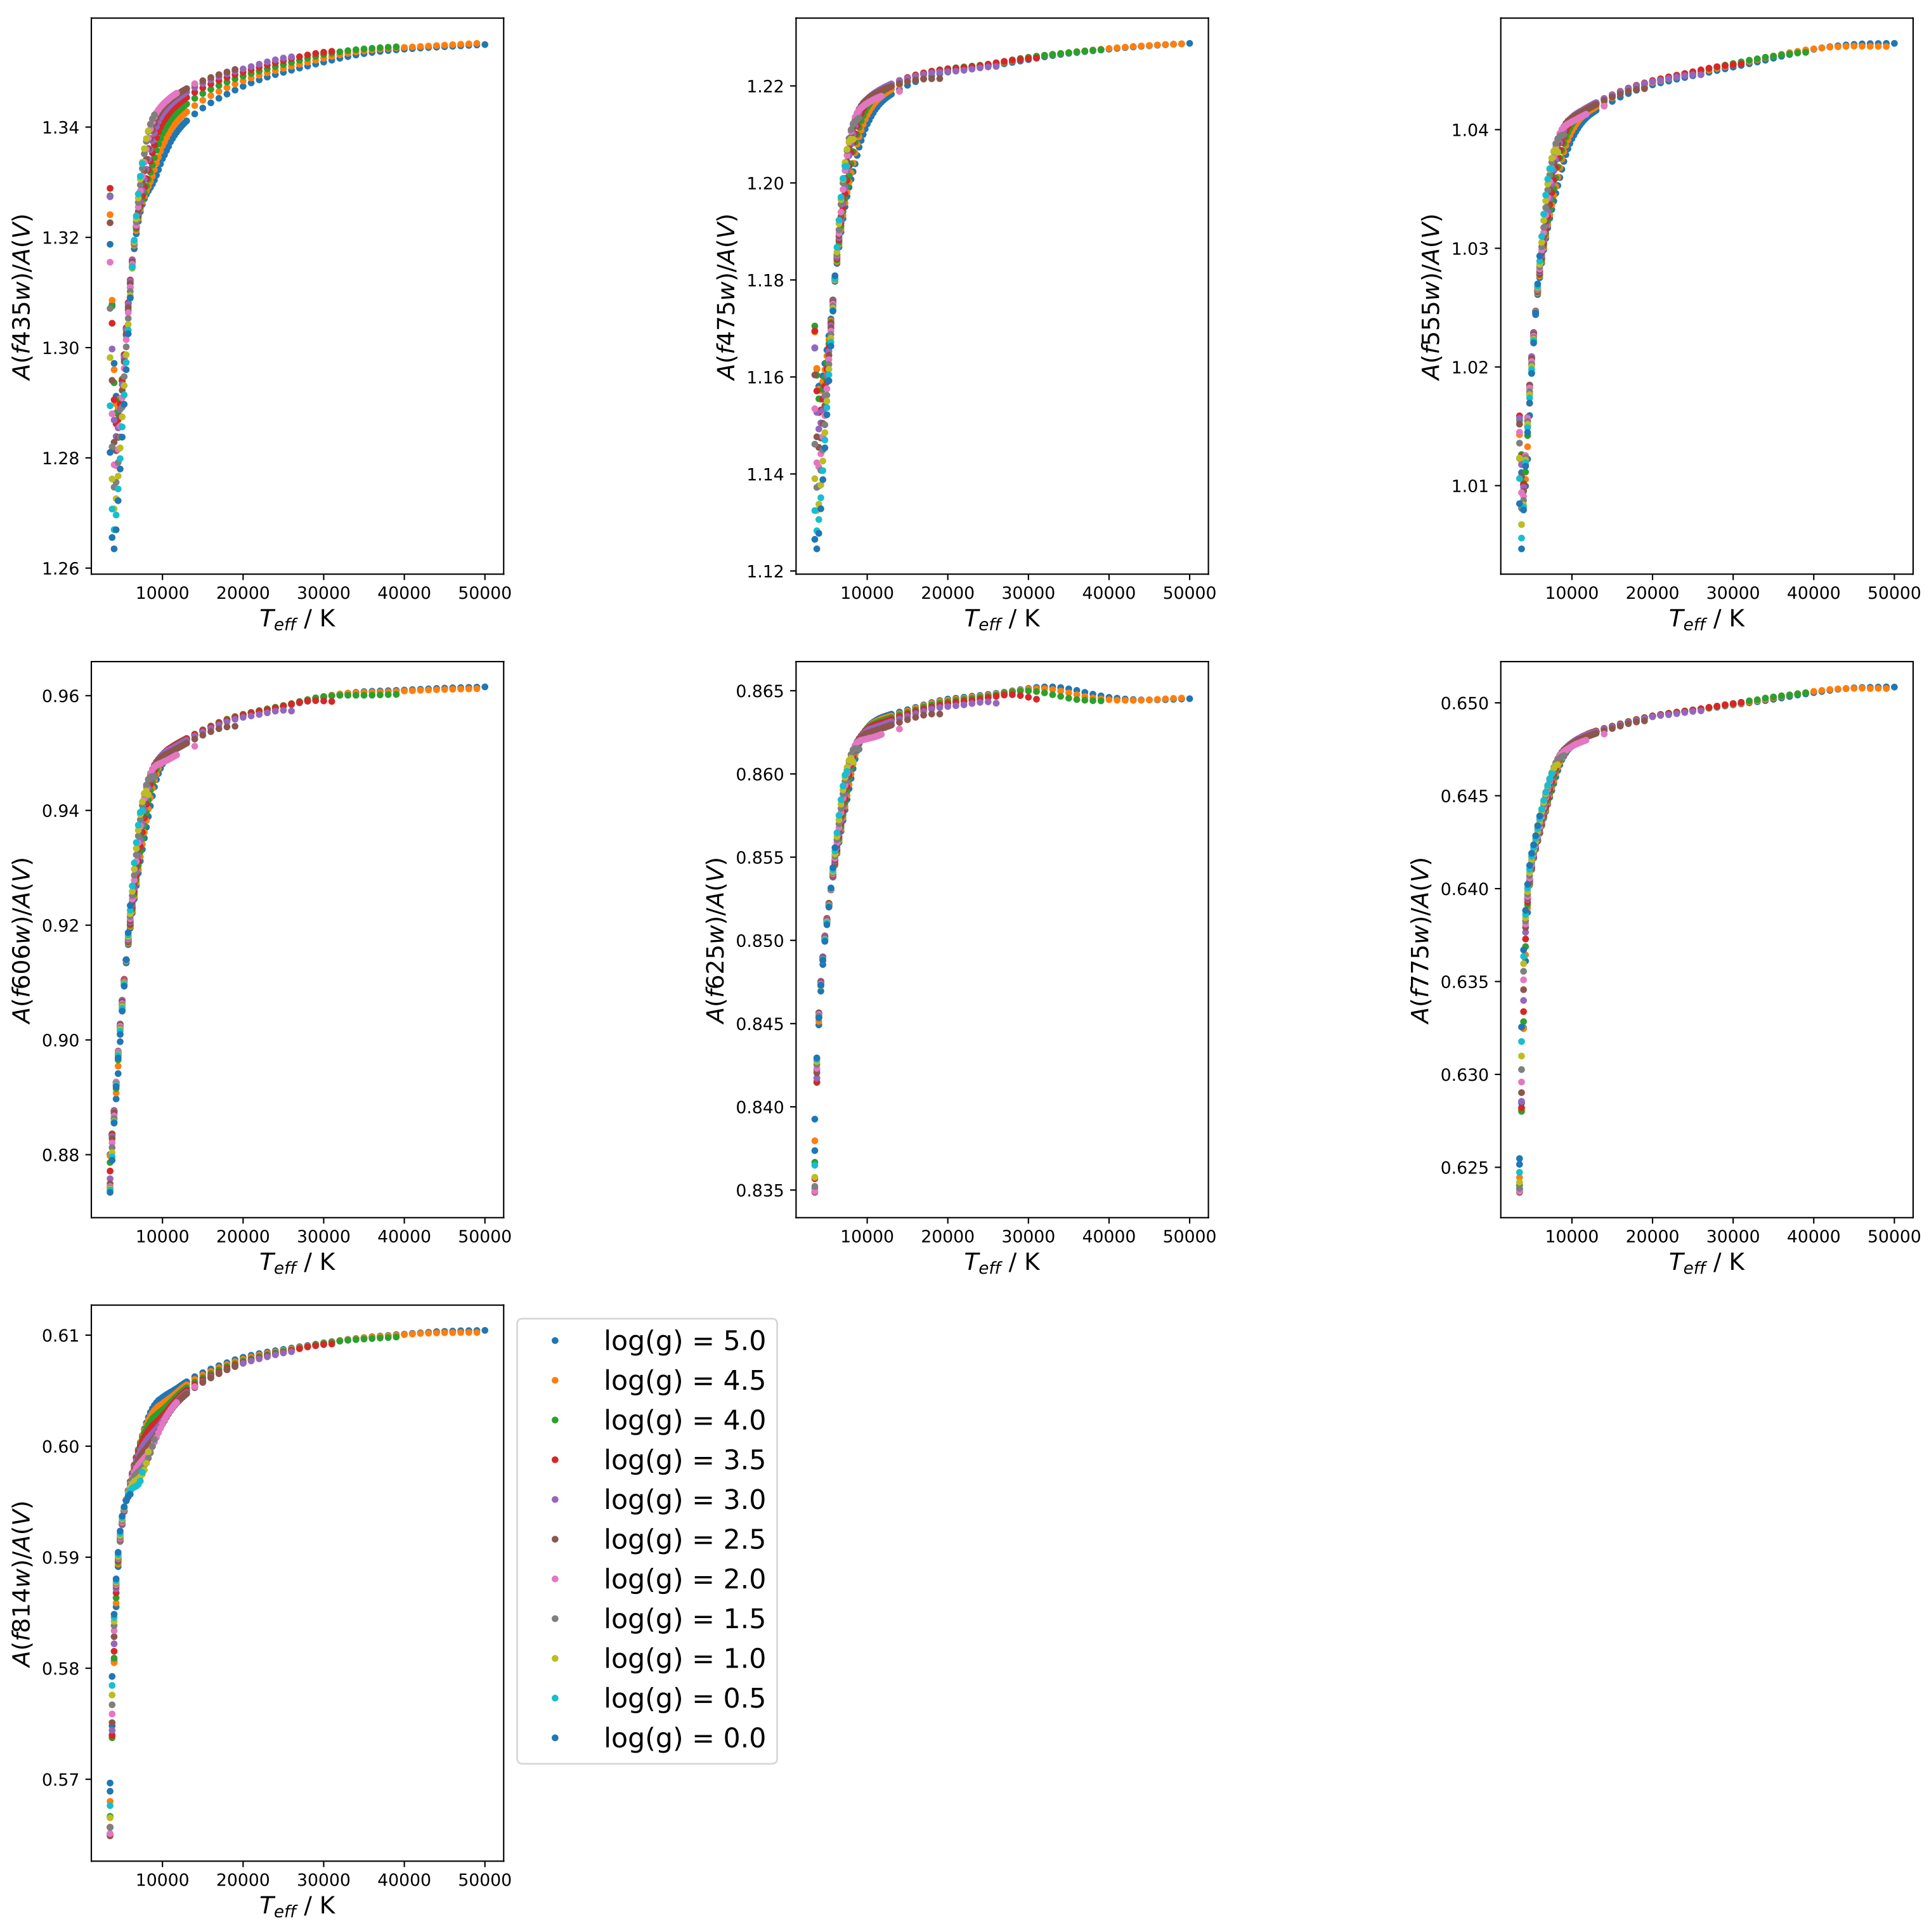 A(f435w)/A(V)
1.34
1.32
1.30
1.28
1.26
10000 20000 30000 40000 50000
T_eff / K
A(f475w)/A(V)
1.22
1.20
1.18
1.16
1.14
1.12
10000 20000 30000 40000 50000
T_eff / K
A(f555w)/A(V)
1.04
1.03
1.02
1.01
10000 20000 30000 40000 50000
T_eff / K
A(f606w)/A(V)
0.96
0.94
0.92
0.90
0.88
10000 20000 30000 40000 50000
T_eff / K
A(f625w)/A(V)
0.865
0.860
0.855
0.850
0.845
0.840
0.835
10000 20000 30000 40000 50000
T_eff / K
A(f775w)/A(V)
0.650
0.645
0.640
0.635
0.630
0.625
10000 20000 30000 40000 50000
T_eff / K
A(f814w)/A(V)
0.61
0.60
0.59
0.58
0.57
10000 20000 30000 40000 50000
T_eff / K
log(g) = 5.0
log(g) = 4.5
log(g) = 4.0
log(g) = 3.5
log(g) = 3.0
log(g) = 2.5
log(g) = 2.0
log(g) = 1.5
log(g) = 1.0
log(g) = 0.5
log(g) = 0.0